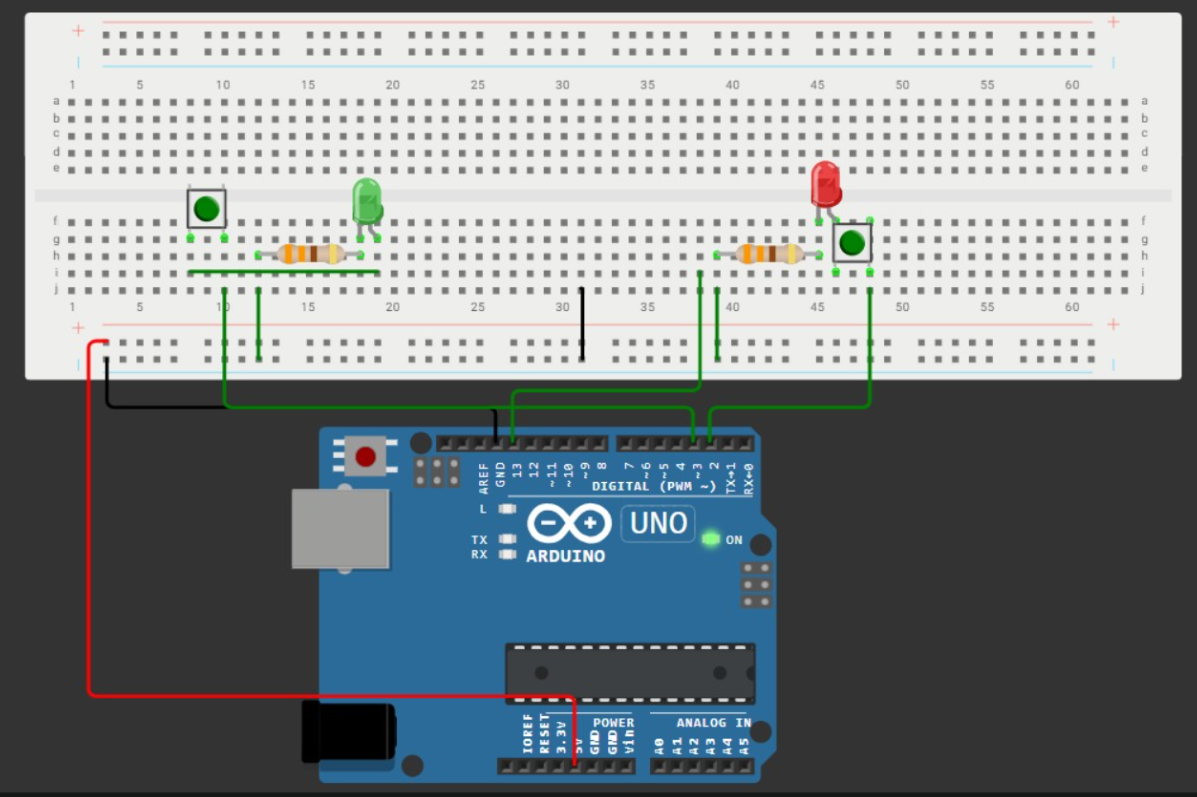 + +
1 5 10 15 20 25 30 35 40 45 50 55 60
a a
b b
c c
d d
e e
f f
g g
h h
i i
j j
1 5 10 15 20 25 30 35 40 45 50 55 60
+ +
AREF GND 13 12 ~11 ~10 ~9 8 7 ~6 ~5 4 ~3 2 TX→1 RX←0
DIGITAL (PWM ~)
L
UNO
TX ON
RX ARDUINO
POWER ANALOG IN
IOREF RESET 3.3V 5V GND GND Vin A0 A1 A2 A3 A4 A5